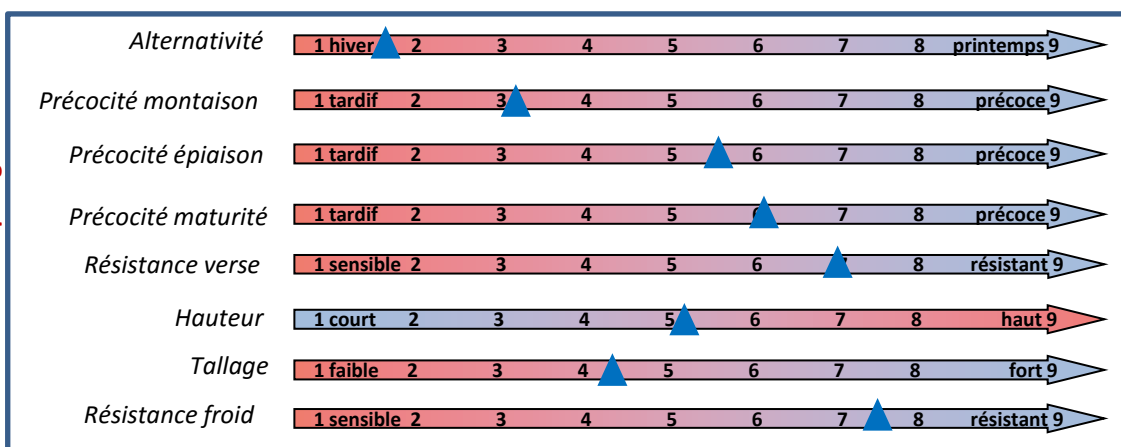 Alternativité 1 hiver 2 3 4 5 6 7 8 printemps 9
Précocité montaison 1 tardif 2 3 4 5 6 7 8 précoce 9
Précocité épiaison 1 tardif 2 3 4 5 6 7 8 précoce 9
Précocité maturité 1 tardif 2 3 4 5 6 7 8 précoce 9
Résistance verse 1 sensible 2 3 4 5 6 7 8 résistant 9
Hauteur 1 court 2 3 4 5 6 7 8 haut 9
Tallage 1 faible 2 3 4 5 6 7 8 fort 9
Résistance froid 1 sensible 2 3 4 5 6 7 8 résistant 9